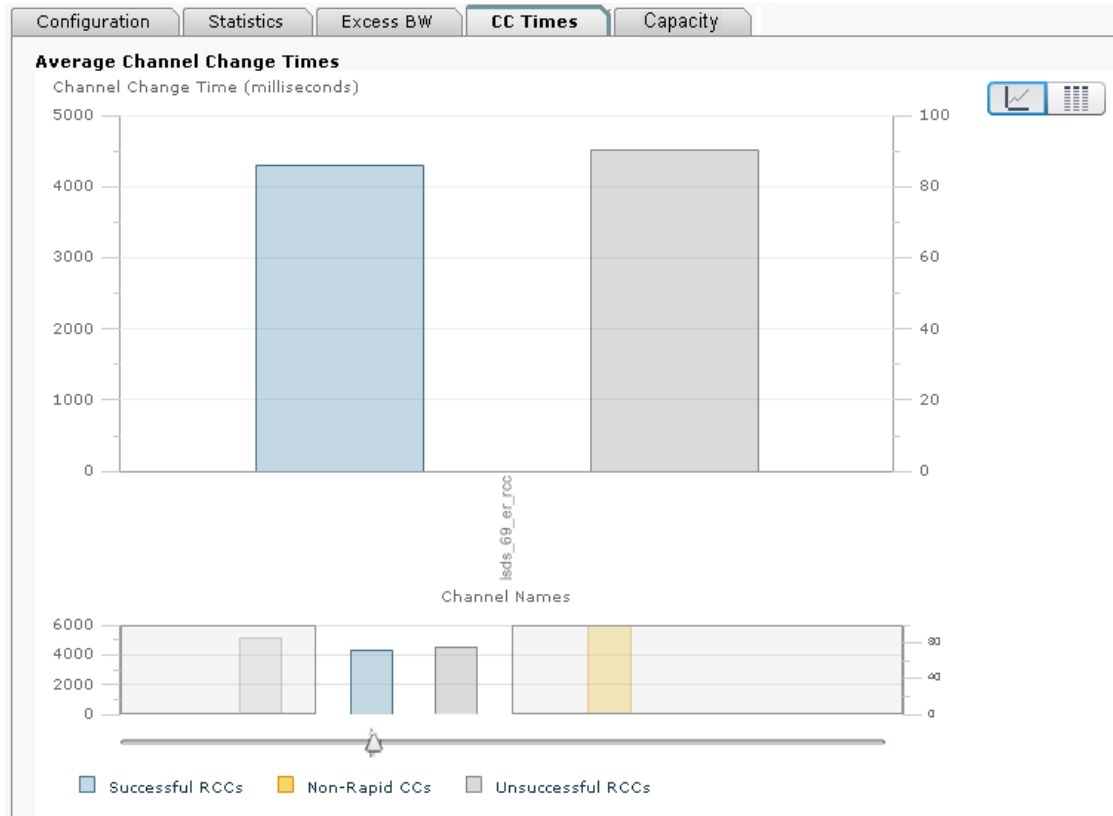 Configuration Statistics Excess BW CC Times Capacity
Average Channel Change Times
Channel Change Time (milliseconds)
5000 100
4000 80
3000 60
2000 40
1000 20
0 0
lsds_69_er_rcc
Channel Names
6000
80
4000
40
2000
0 0
Successful RCCs Non-Rapid CCs Unsuccessful RCCs